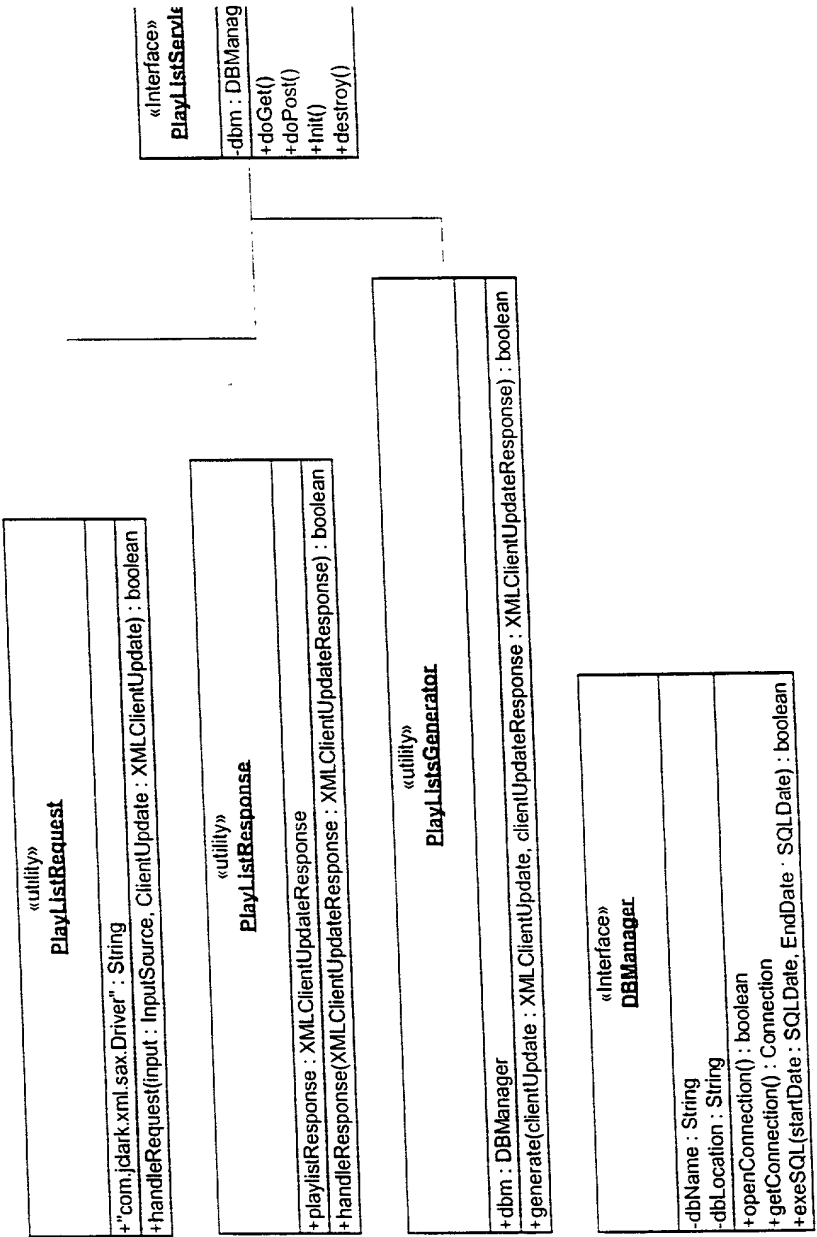 «utility»
PlayListRequest
+"com.jclark.xml.sax.Driver" : String
+handleRequest(input : InputSource, ClientUpdate : XMLClientUpdate) : boolean
«utility»
PlayListResponse
+playlistResponse : XMLClientUpdateResponse
+handleResponse(XMLClientUpdateResponse : XMLClientUpdateResponse) : boolean
«utility»
PlayListsGenerator
+dbm : DBManager
+generate(clientUpdate : XMLClientUpdate, clientUpdateResponse : XMLClientUpdateResponse) : boolean
«Interface»
DBManager
-dbName : String
-dbLocation : String
+openConnection() : boolean
+getConnection() : Connection
+exeSQL(startDate : SQLDate, EndDate : SQLDate) : boolean
«Interface»
PlayListServle
-dbm : DBManag
+doGet()
+doPost()
+Init()
+destroy()